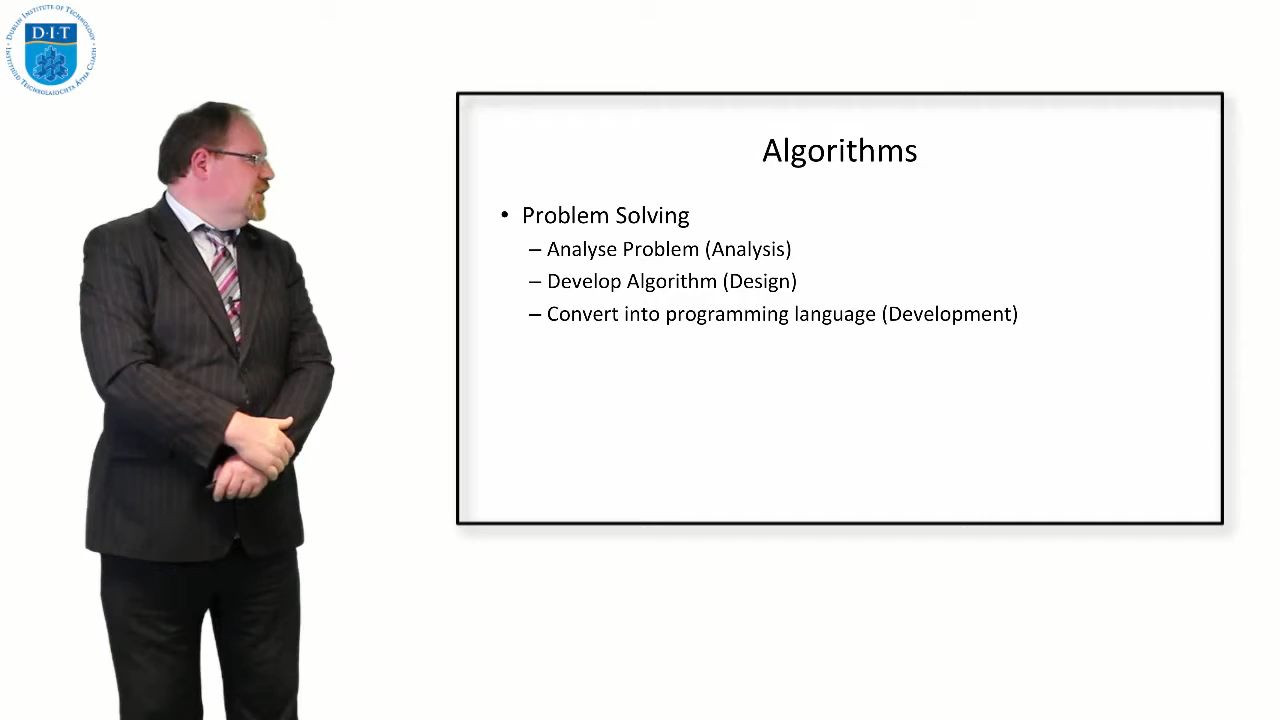 DUBLIN INSTITUTE OF TECHNOLOGY
D·I·T
INSTITIÚID TEICNEOLAÍOCHTA ÁTHA CLIATH
Algorithms
• Problem Solving
– Analyse Problem (Analysis)
– Develop Algorithm (Design)
– Convert into programming language (Development)